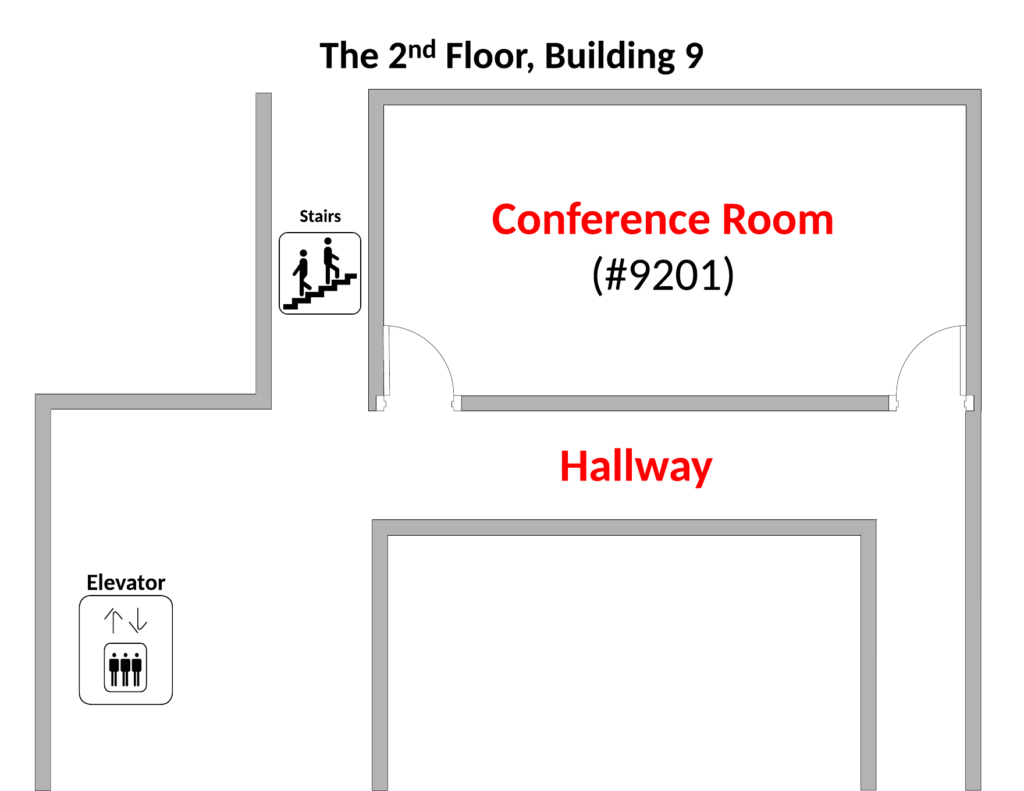 The 2nd Floor, Building 9
Stairs
Conference Room
(#9201)
Hallway
Elevator